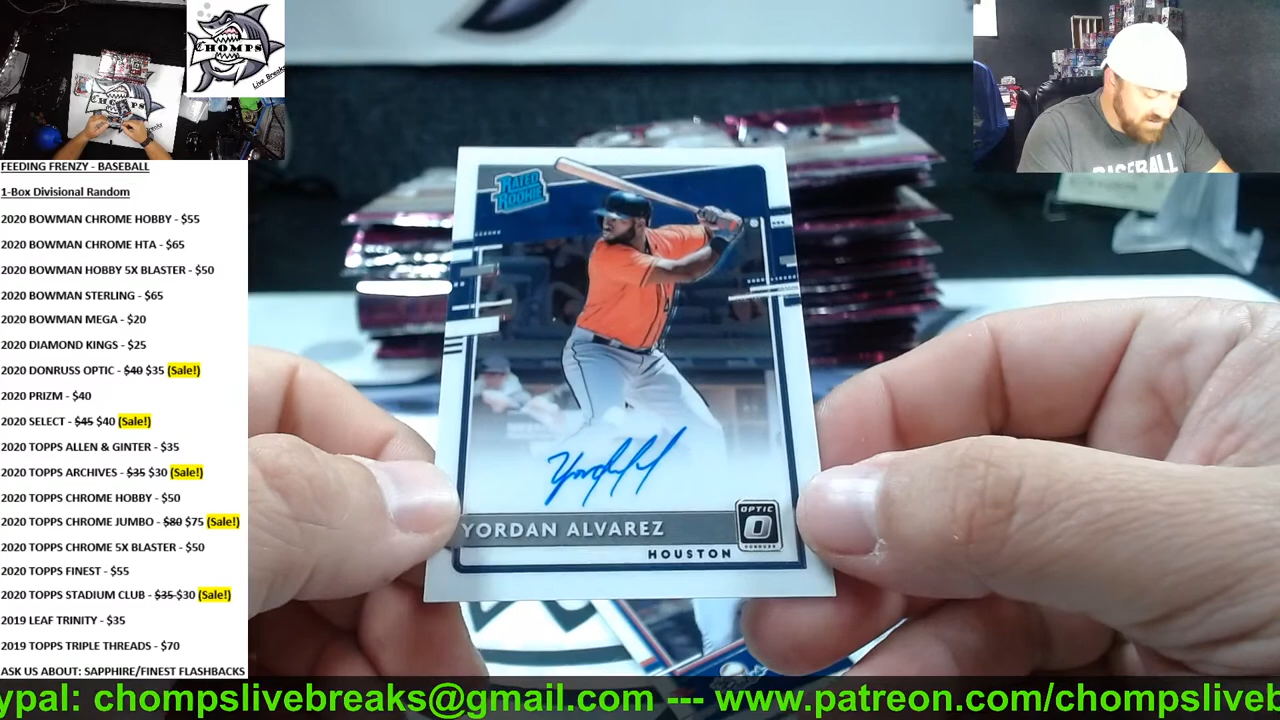 CHOMPS
Live Breaks
BASEBALL
FEEDING FRENZY - BASEBALL
1-Box Divisional Random
2020 BOWMAN CHROME HOBBY - $55
2020 BOWMAN CHROME HTA - $65
2020 BOWMAN HOBBY 5X BLASTER - $50
2020 BOWMAN STERLING - $65
2020 BOWMAN MEGA - $20
2020 DIAMOND KINGS - $25
2020 DONRUSS OPTIC - $40 $35 (Sale!)
2020 PRIZM - $40
2020 SELECT - $45 $40 (Sale!)
2020 TOPPS ALLEN & GINTER - $35
2020 TOPPS ARCHIVES - $35 $30 (Sale!)
2020 TOPPS CHROME HOBBY - $50
2020 TOPPS CHROME JUMBO - $80 $75 (Sale!)
2020 TOPPS CHROME 5X BLASTER - $50
2020 TOPPS FINEST - $55
2020 TOPPS STADIUM CLUB - $35 $30 (Sale!)
2019 LEAF TRINITY - $35
2019 TOPPS TRIPLE THREADS - $70
ASK US ABOUT: SAPPHIRE/FINEST FLASHBACKS
RATED
ROOKIE
YORDAN ALVAREZ
HOUSTON
OPTIC
DONRUSS
ypal: chompslivebreaks@gmail.com --- www.patreon.com/chompsliveb